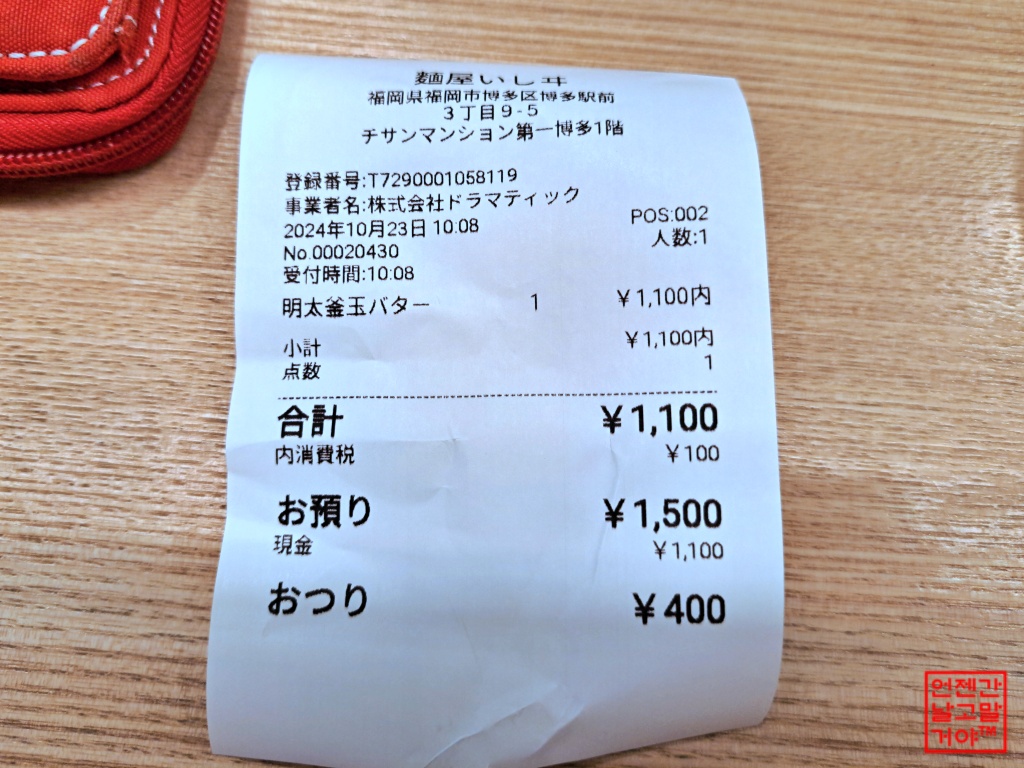 麺屋いし丼
福岡県福岡市博多区博多駅前
3丁目9-5
チサンマンション第一博多1階
登録番号:T7290001058119
事業者名:株式会社ドラマティック
2024年10月23日 10:08 POS:002
No.00020430 人数:1
受付時間:10:08
明太釜玉バター 1 ¥1,100内
小計 ¥1,100内
点数 1
合計 ¥1,100
内消費税 ¥100
お預り ¥1,500
現金 ¥1,100
おつり ¥400
언젠간
날고말
거야™